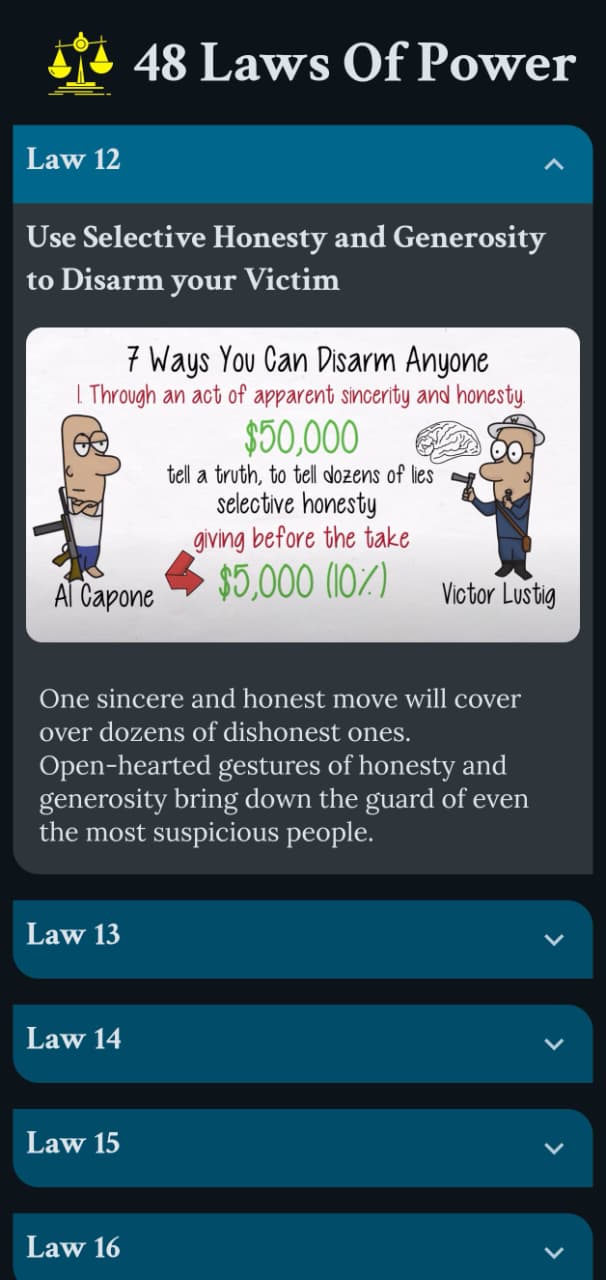 48 Laws Of Power
Law 12
Use Selective Honesty and Generosity
to Disarm your Victim
7 Ways You Can Disarm Anyone
1. Through an act of apparent sincerity and honesty.
$50,000
tell a truth, to tell dozens of lies
selective honesty
giving before the take
$5,000 (10%)
Al Capone
Victor Lustig
One sincere and honest move will cover
over dozens of dishonest ones.
Open-hearted gestures of honesty and
generosity bring down the guard of even
the most suspicious people.
Law 13
Law 14
Law 15
Law 16